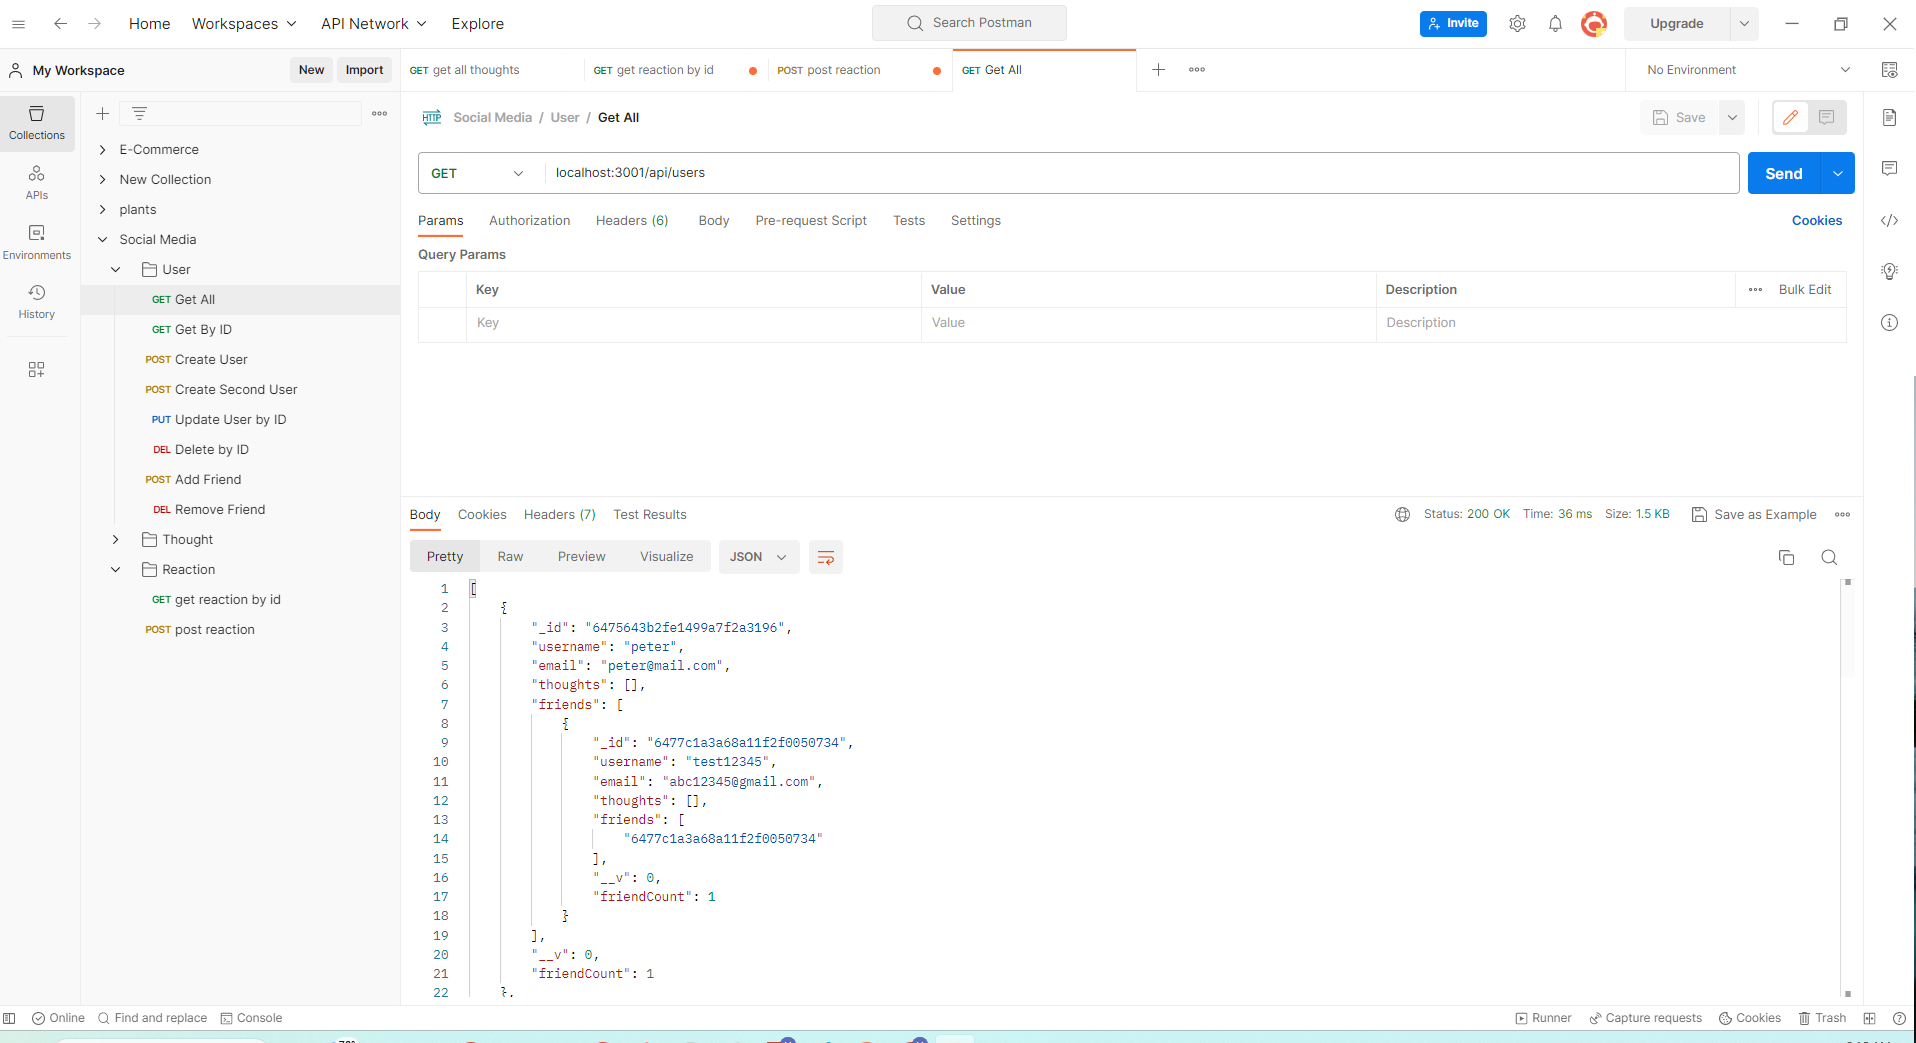 Home Workspaces API Network Explore Search Postman Invite Upgrade
My Workspace New Import GET get all thoughts GET get reaction by id POST post reaction GET Get All No Environment
Collections
APIs
Environments
History
E-Commerce
New Collection
plants
Social Media
User
GET Get All
GET Get By ID
POST Create User
POST Create Second User
PUT Update User by ID
DEL Delete by ID
POST Add Friend
DEL Remove Friend
Thought
Reaction
GET get reaction by id
POST post reaction
HTTP Social Media / User / Get All Save
GET localhost:3001/api/users Send
Params Authorization Headers (6) Body Pre-request Script Tests Settings Cookies
Query Params
Key Value Description Bulk Edit
Key Value Description
Body Cookies Headers (7) Test Results Status: 200 OK Time: 36 ms Size: 1.5 KB Save as Example
Pretty Raw Preview Visualize JSON
1 [
2 {
3 "_id": "6475643b2fe1499a7f2a3196",
4 "username": "peter",
5 "email": "peter@mail.com",
6 "thoughts": [],
7 "friends": [
8 {
9 "_id": "6477c1a3a68a11f2f0050734",
10 "username": "test12345",
11 "email": "abc12345@gmail.com",
12 "thoughts": [],
13 "friends": [
14 "6477c1a3a68a11f2f0050734"
15 ],
16 "__v": 0,
17 "friendCount": 1
18 }
19 ],
20 "__v": 0,
21 "friendCount": 1
22 },
Online Find and replace Console Runner Capture requests Cookies Trash